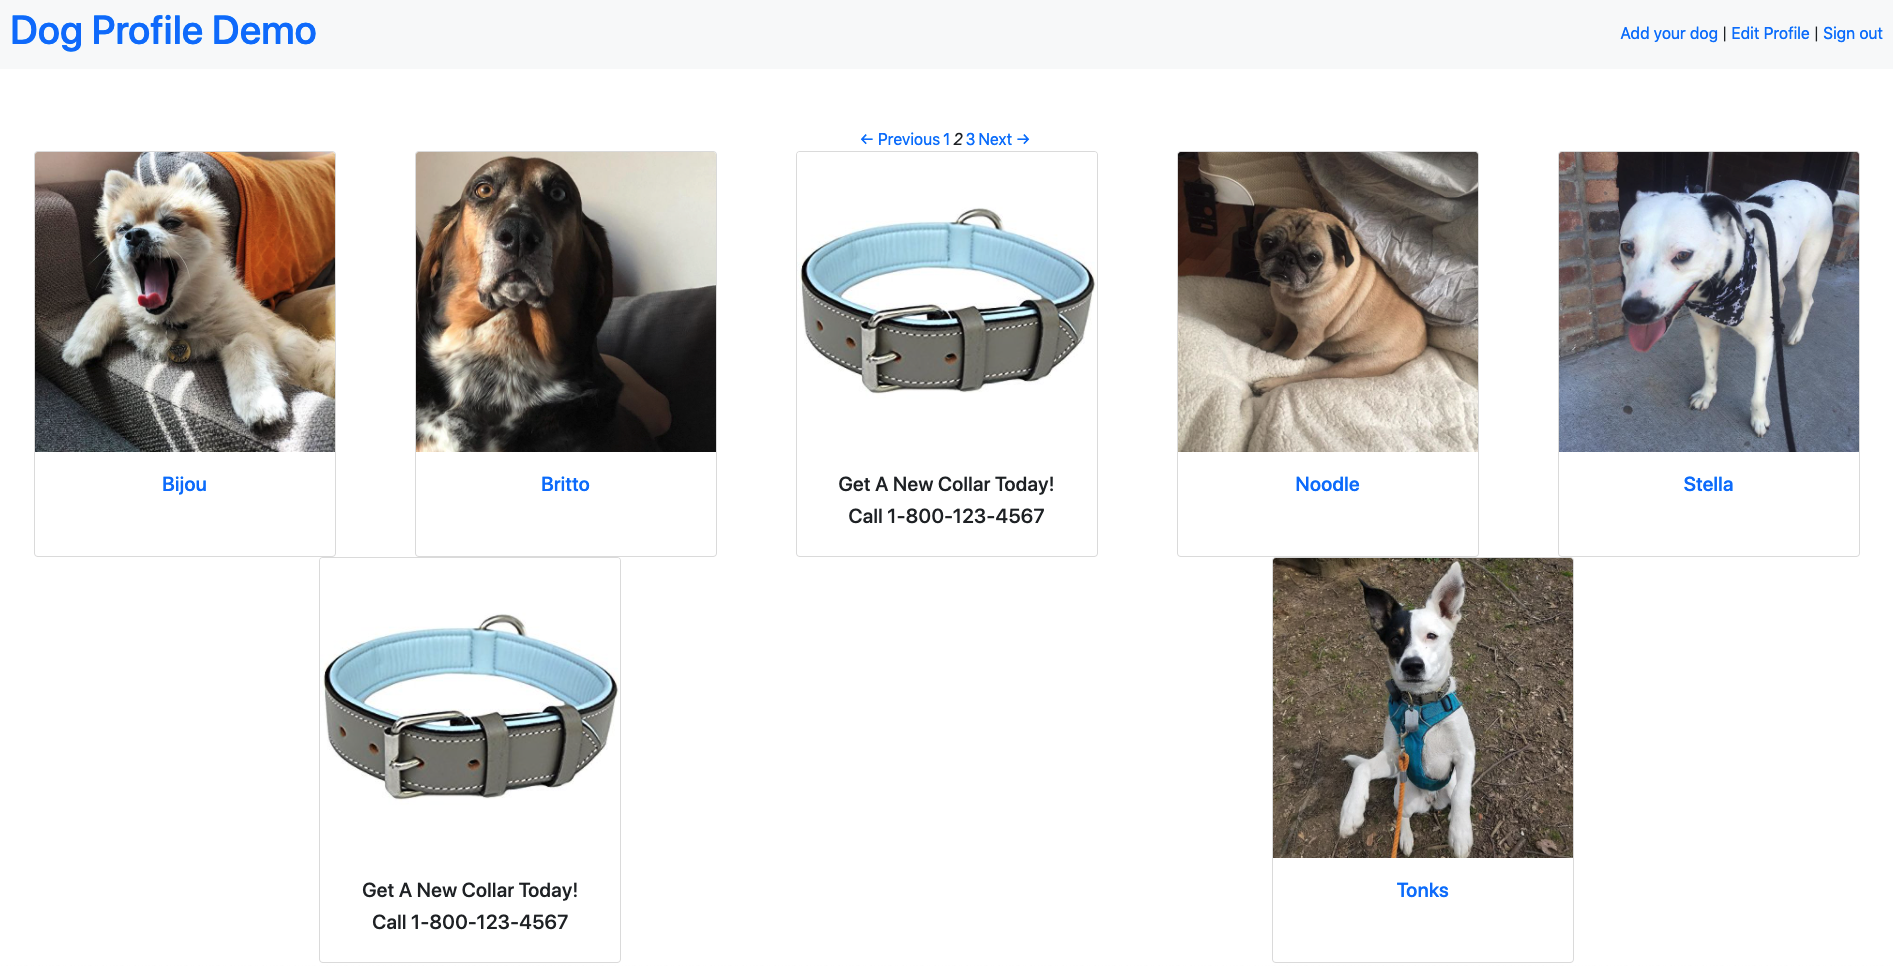 Dog Profile Demo
Add your dog | Edit Profile | Sign out
← Previous 1 2 3 Next →
Bijou
Britto
Get A New Collar Today!
Call 1-800-123-4567
Noodle
Stella
Get A New Collar Today!
Call 1-800-123-4567
Tonks